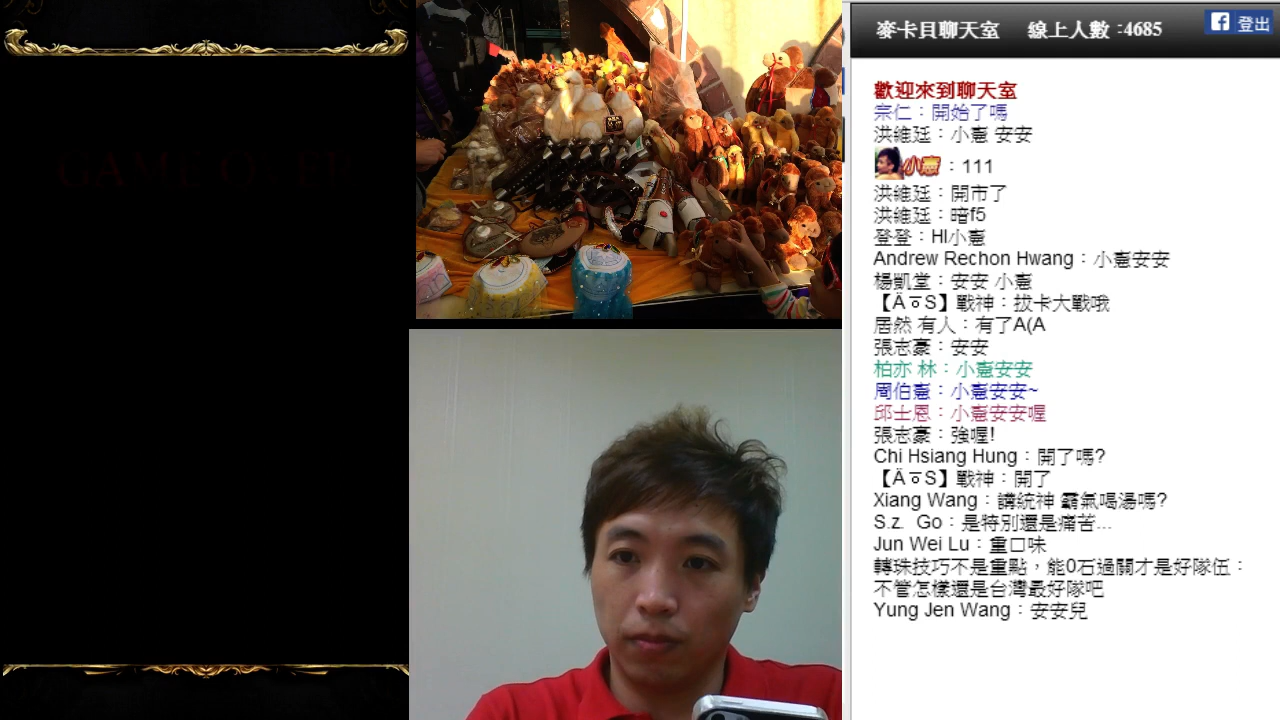 GAME OVER
麥卡貝聊天室 線上人數 :4685
登出
歡迎來到聊天室
宗仁：開始了嗎
洪維廷：小憲 安安
小憲：111
洪維廷：開市了
洪維廷：暗f5
登登：HI小憲
Andrew Rechon Hwang：小憲安安
楊凱堂：安安 小憲
【ÄㄎS】戰神：拔卡大戰哦
居然 有人：有了A(A
張志豪：安安
柏亦 林：小憲安安
周伯憲：小憲安安~
邱士恩：小憲安安喔
張志豪：強喔!
Chi Hsiang Hung：開了嗎?
【ÄㄎS】戰神：開了
Xiang Wang：講統神 霸氣喝湯嗎?
S.z. Go：是特別還是痛苦...
Jun Wei Lu：重口味
轉珠技巧不是重點，能0石過關才是好隊伍：
不管怎樣還是台灣最好隊吧
Yung Jen Wang：安安兒